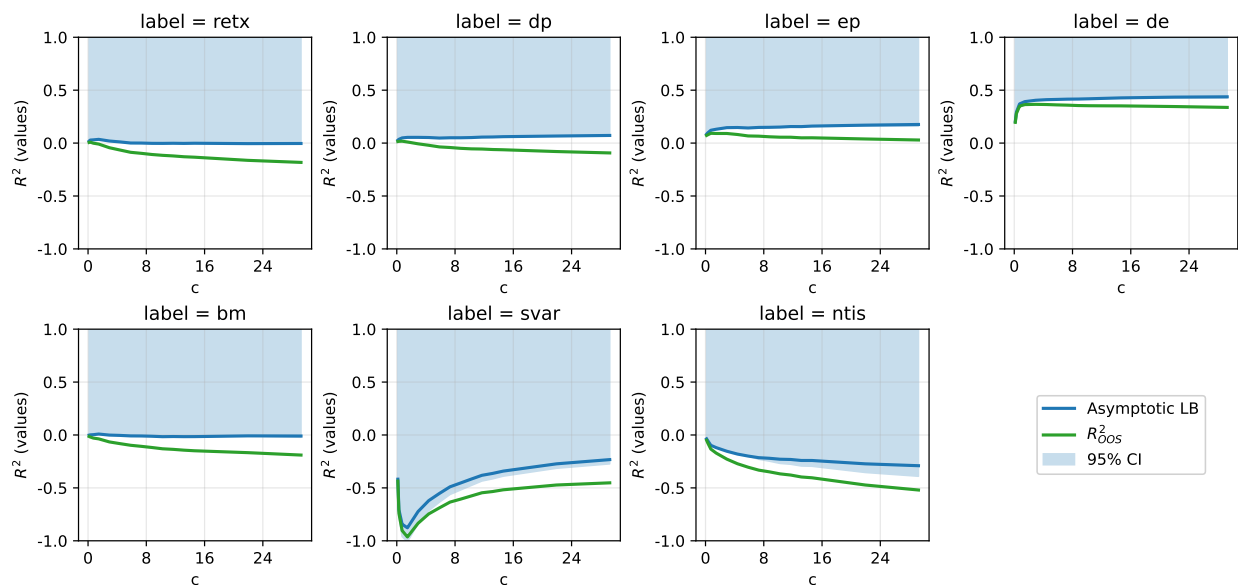 label = retx
label = dp
label = ep
label = de
1.0
0.5
0.0
-0.5
-1.0
R² (values)
0 8 16 24
c
1.0
0.5
0.0
-0.5
-1.0
R² (values)
0 8 16 24
c
1.0
0.5
0.0
-0.5
-1.0
R² (values)
0 8 16 24
c
1.0
0.5
0.0
-0.5
-1.0
R² (values)
0 8 16 24
c
label = bm
label = svar
label = ntis
1.0
0.5
0.0
-0.5
-1.0
R² (values)
0 8 16 24
c
1.0
0.5
0.0
-0.5
-1.0
R² (values)
0 8 16 24
c
1.0
0.5
0.0
-0.5
-1.0
R² (values)
0 8 16 24
c
Asymptotic LB
R²OOS
95% CI